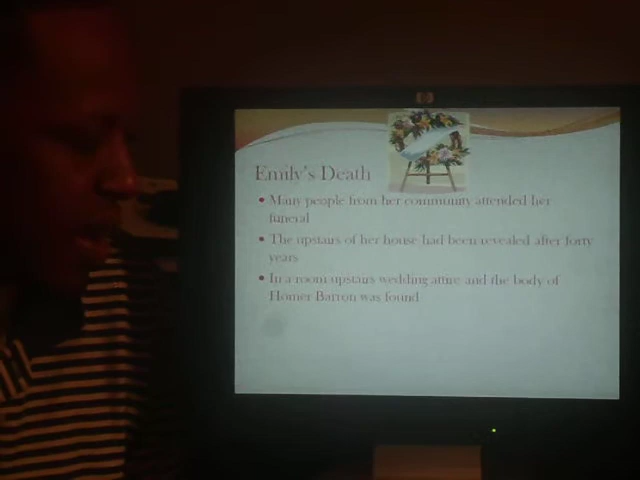 Emily's Death
• Many people from her community attended her
funeral
• The upstairs of her house had been revealed after forty
years
• In a room upstairs wedding attire and the body of
Homer Barron was found